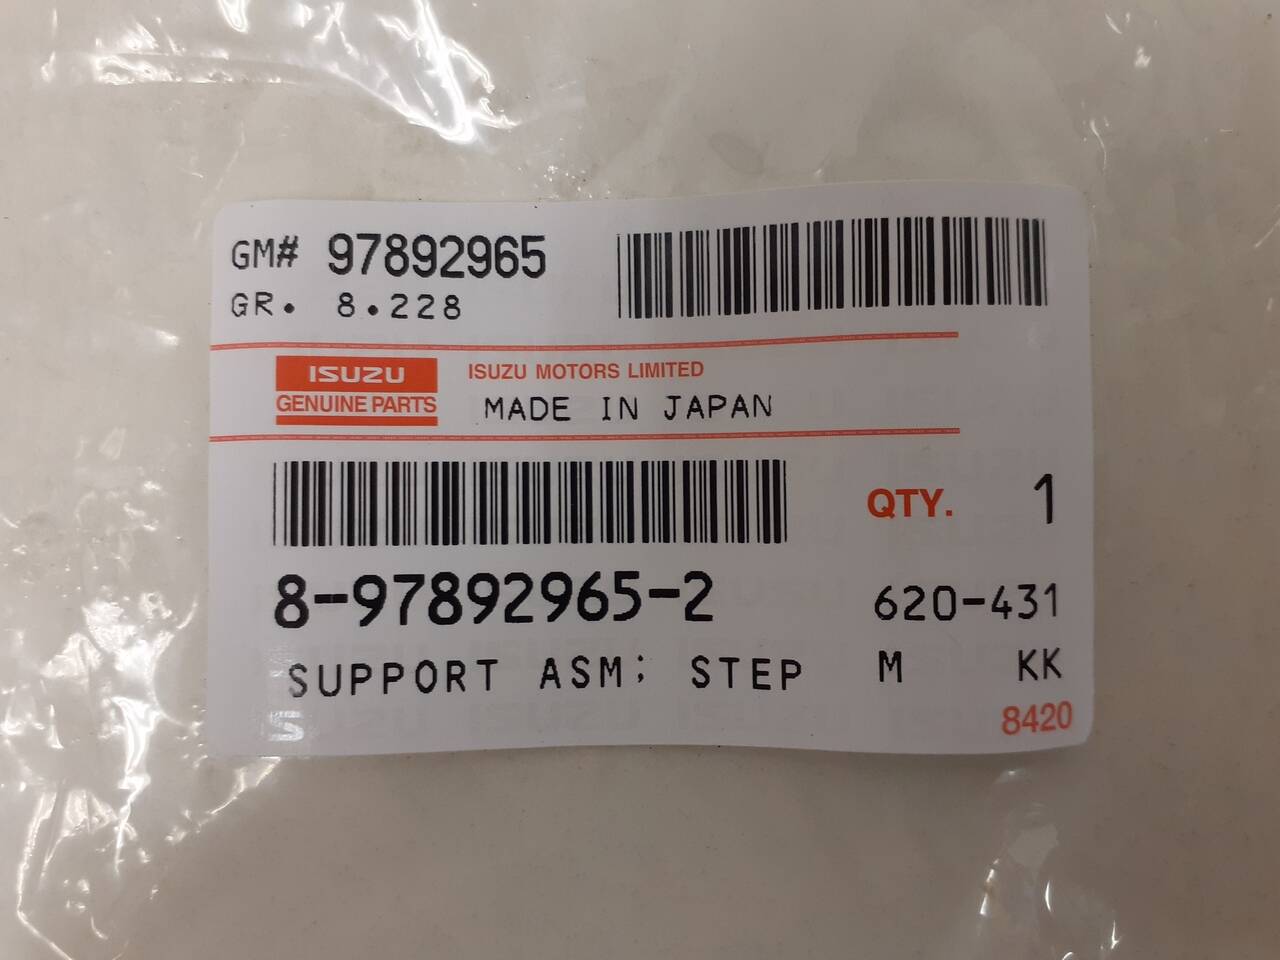 GM# 97892965
GR. 8.228
ISUZU
GENUINE PARTS
ISUZU MOTORS LIMITED
MADE IN JAPAN
QTY. 1
8-97892965-2 620-431
SUPPORT ASM; STEP M KK
8420